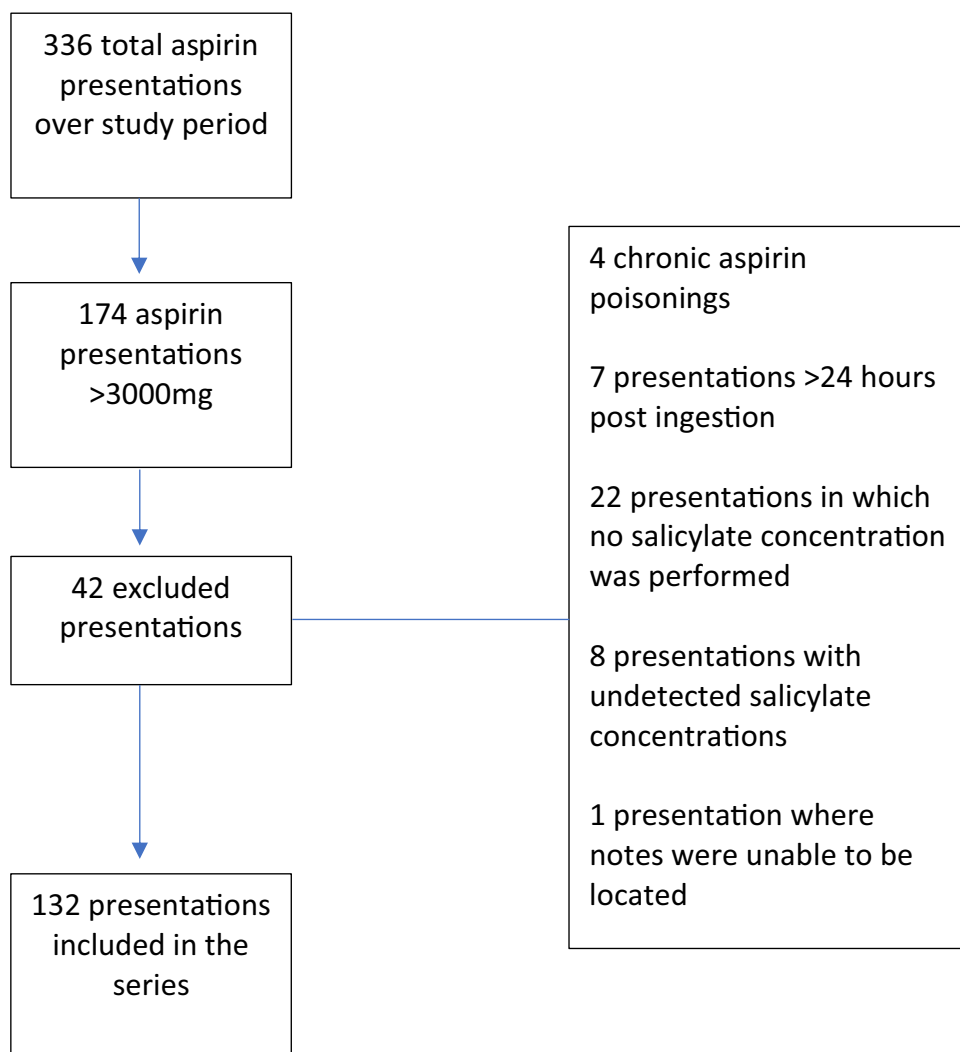 336 total aspirin
presentations
over study period
174 aspirin
presentations
>3000mg
42 excluded
presentations
132 presentations
included in the
series
4 chronic aspirin
poisonings
7 presentations >24 hours
post ingestion
22 presentations in which
no salicylate concentration
was performed
8 presentations with
undetected salicylate
concentrations
1 presentation where
notes were unable to be
located